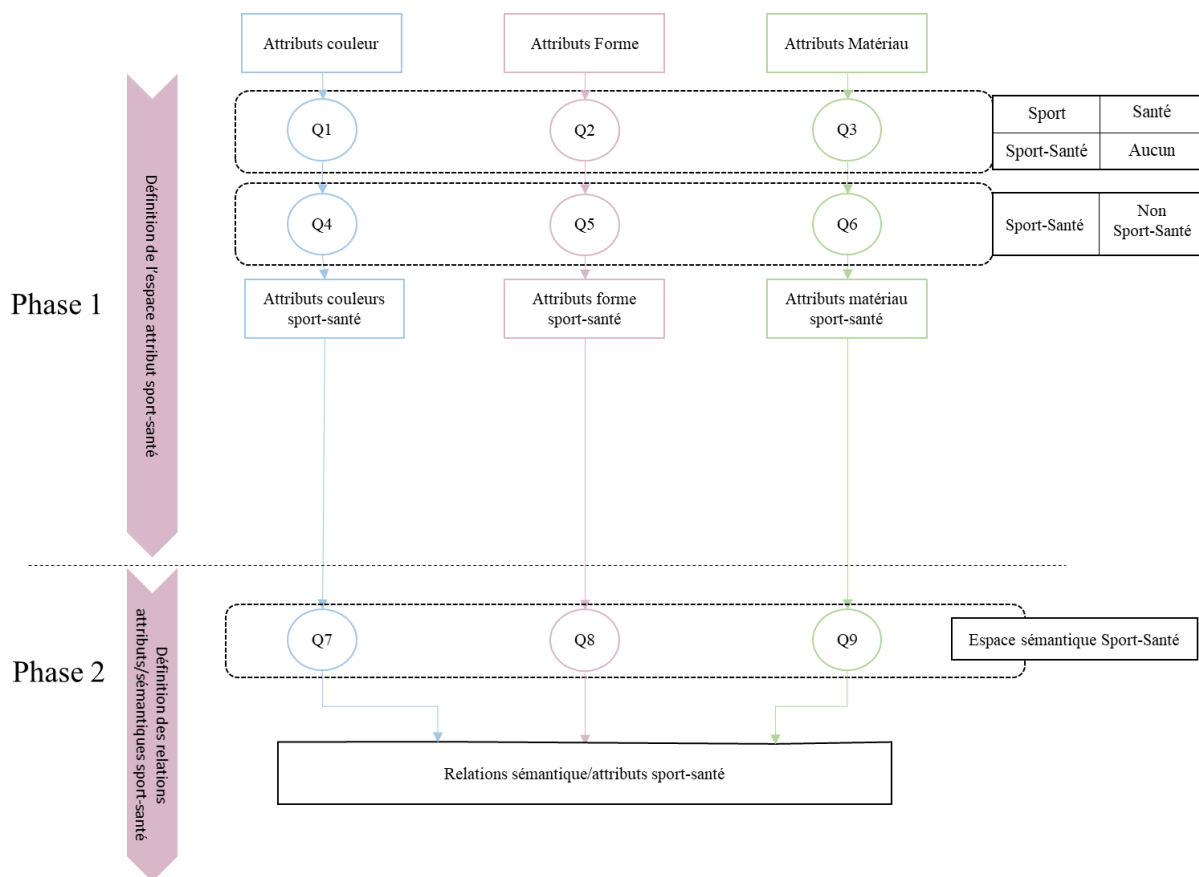 Attributs couleur
Attributs Forme
Attributs Matériau
Q1
Q2
Q3
Sport
Santé
Sport-Santé
Aucun
Q4
Q5
Q6
Sport-Santé
Non
Sport-Santé
Phase 1
Définition de l'espace attribut sport-santé
Attributs couleurs
sport-santé
Attributs forme
sport-santé
Attributs matériau
sport-santé
Phase 2
Définition des relations
attributs/sémantiques sport-santé
Q7
Q8
Q9
Espace sémantique Sport-Santé
Relations sémantique/attributs sport-santé